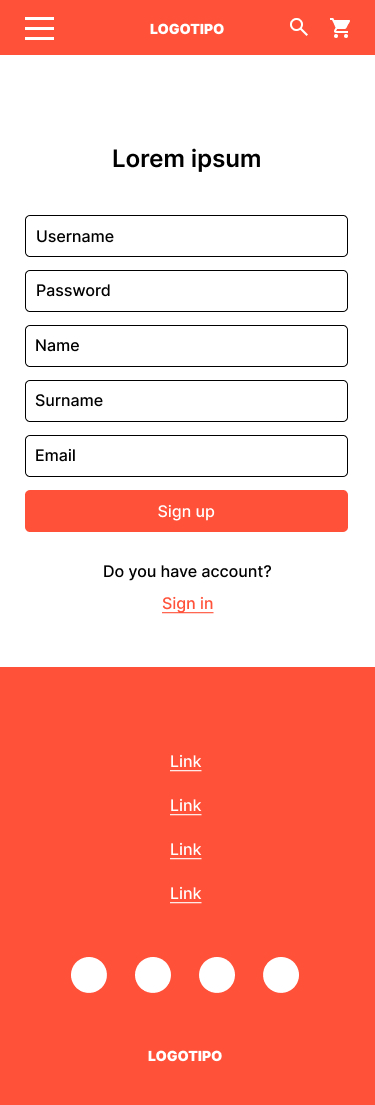 LOGOTIPO
Lorem ipsum
Username
Password
Name
Surname
Email
Sign up
Do you have account?
Sign in
Link
Link
Link
Link
LOGOTIPO